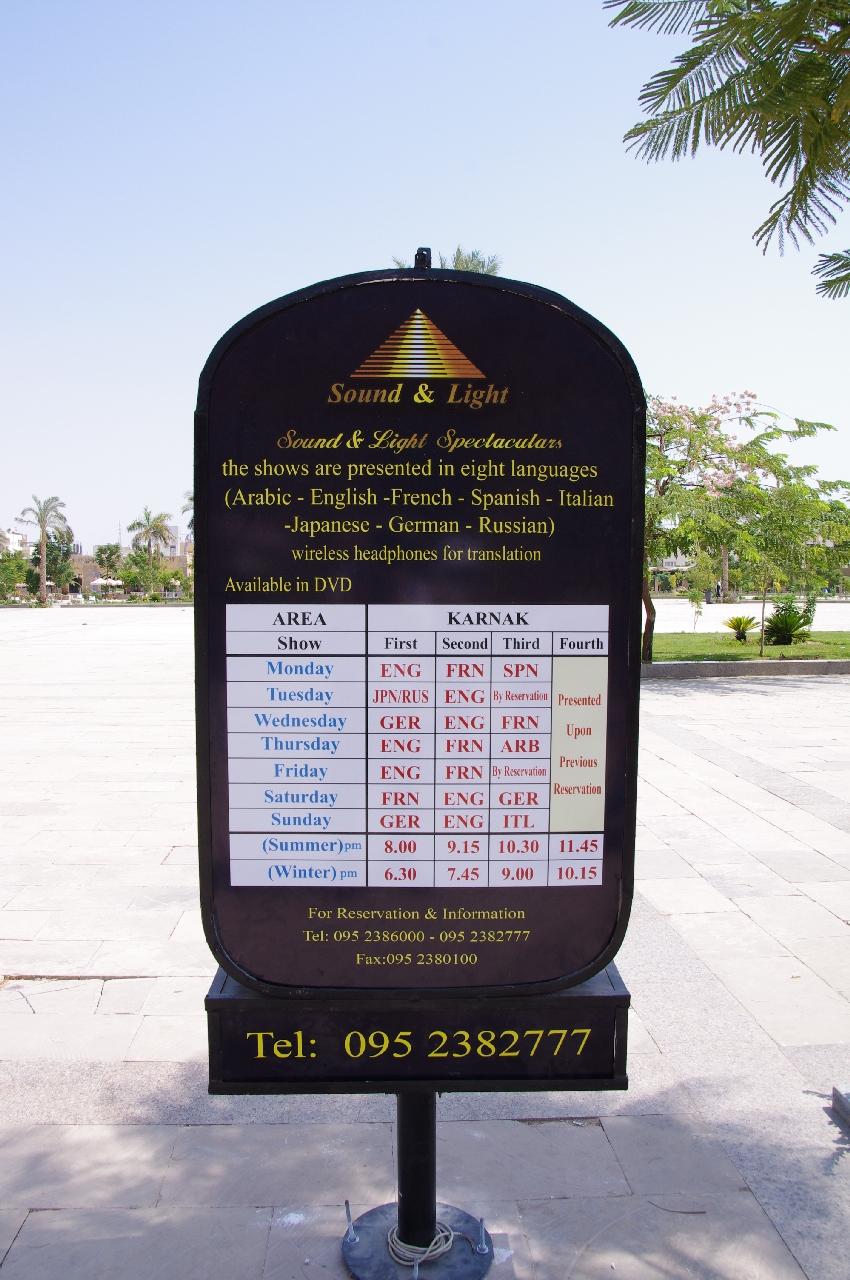 Sound & Light
Sound & Light Spectaculars
the shows are presented in eight languages
(Arabic - English -French - Spanish - Italian
-Japanese - German - Russian)
wireless headphones for translation
Available in DVD
AREA KARNAK
Show First Second Third Fourth
Monday ENG FRN SPN
Tuesday JPN/RUS ENG By Reservation Presented
Wednesday GER ENG FRN Upon
Thursday ENG FRN ARB Previous
Friday ENG FRN By Reservation Reservation
Saturday FRN ENG GER
Sunday GER ENG ITL
(Summer)pm 8.00 9.15 10.30 11.45
(Winter) pm 6.30 7.45 9.00 10.15
For Reservation & Information
Tel: 095 2386000 - 095 2382777
Fax:095 2380100
Tel: 095 2382777